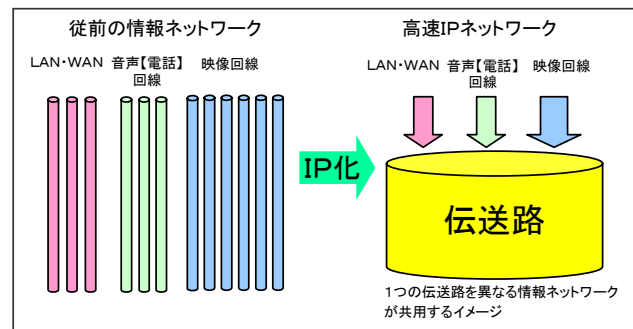 従前の情報ネットワーク
LAN・WAN
音声【電話】
回線
映像回線
IP化
高速IPネットワーク
LAN・WAN
音声【電話】
回線
映像回線
伝送路
1つの伝送路を異なる情報ネットワーク
が共用するイメージ